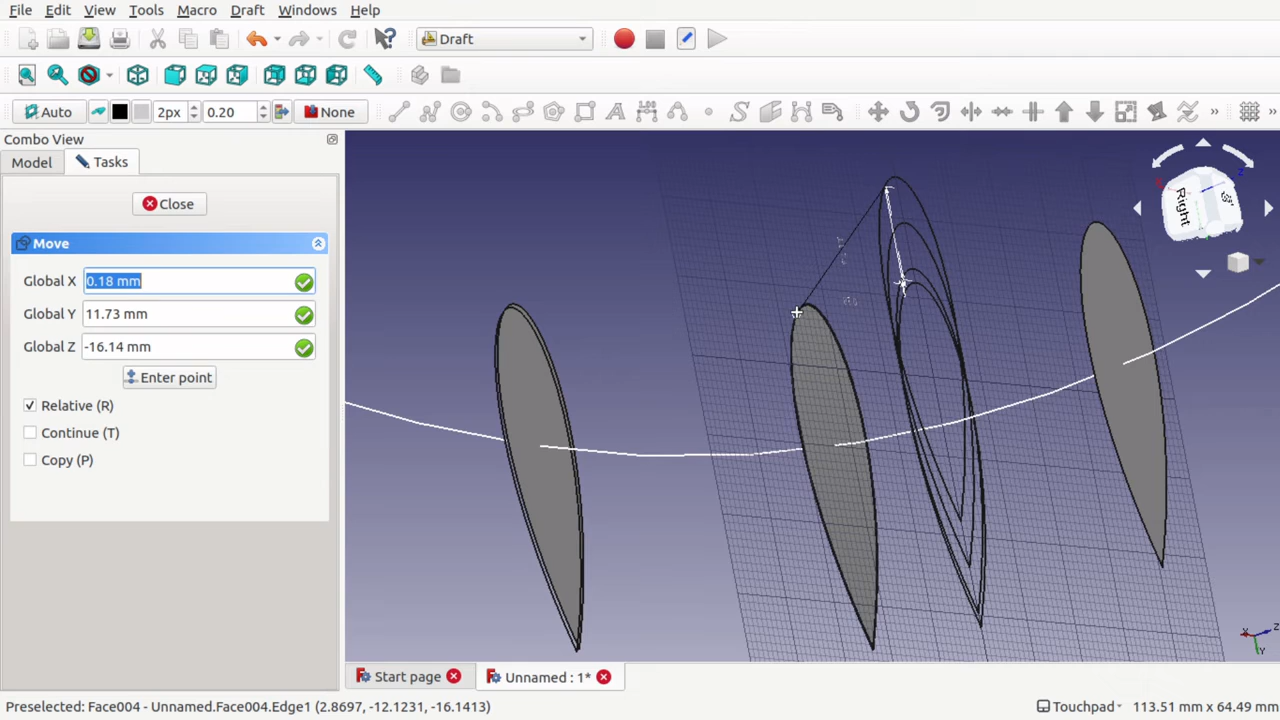 File Edit View Tools Macro Draft Windows Help
Draft
Auto 2px 0.20 None
Combo View
Model Tasks
Close
Move
Global X 0.18 mm
Global Y 11.73 mm
Global Z -16.14 mm
Enter point
Relative (R)
Continue (T)
Copy (P)
Right
X Z
Y
Start page Unnamed : 1*
Preselected: Face004 - Unnamed.Face004.Edge1 (2.8697, -12.1231, -16.1413) Touchpad 113.51 mm x 64.49 mm